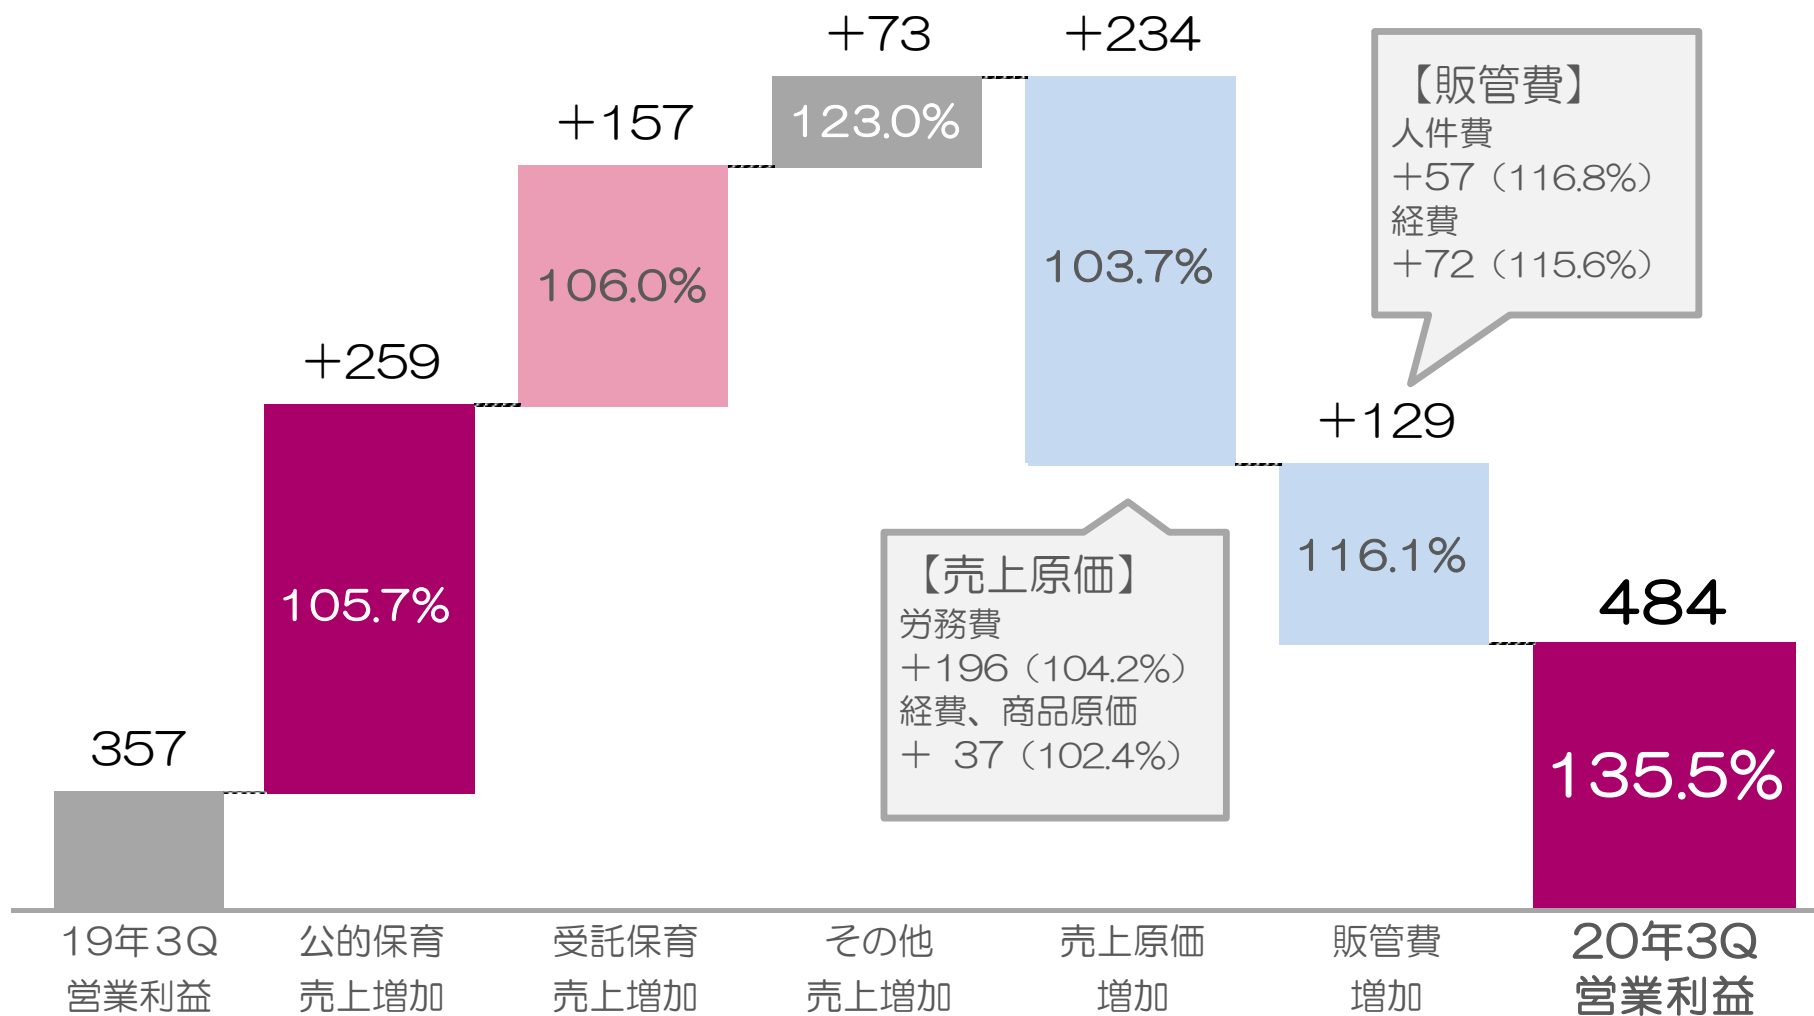 +73
+234
+157
123.0%
【販管費】
人件費
+57（116.8%）
経費
+72（115.6%）
106.0%
103.7%
+259
+129
105.7%
116.1%
【売上原価】
労務費
+196（104.2%）
経費、商品原価
+ 37（102.4%）
357
484
135.5%
19年3Q
営業利益
公的保育
売上増加
受託保育
売上増加
その他
売上増加
売上原価
増加
販管費
増加
20年3Q
営業利益